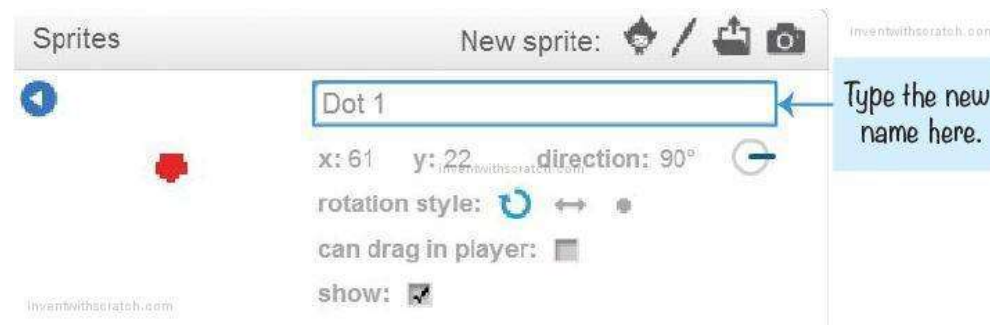 Sprites
New sprite:
inventwithscratch.com
Dot 1
Type the new
name here.
x: 61 y: 22 direction: 90°
inventwithscratch.com
rotation style:
can drag in player:
show:
inventwithscratch.com